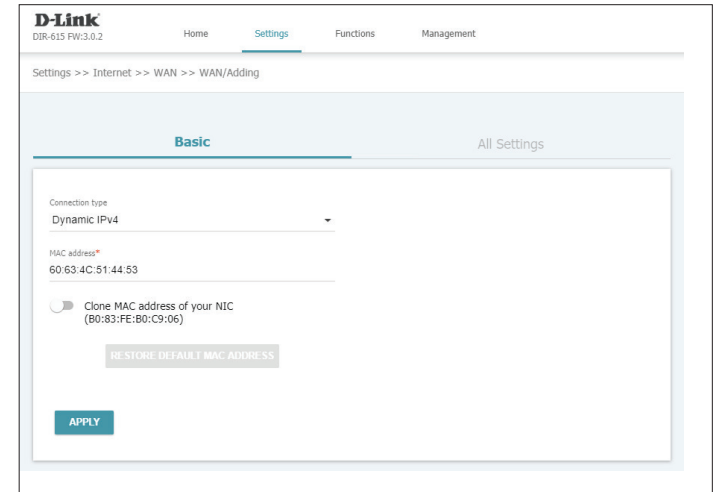 D-Link
DIR-615 FW:3.0.2
Home
Settings
Functions
Management
Settings >> Internet >> WAN >> WAN/Adding
Basic
All Settings
Connection type
Dynamic IPv4
MAC address*
60:63:4C:51:44:53
Clone MAC address of your NIC
(B0:83:FE:B0:C9:06)
RESTORE DEFAULT MAC ADDRESS
APPLY